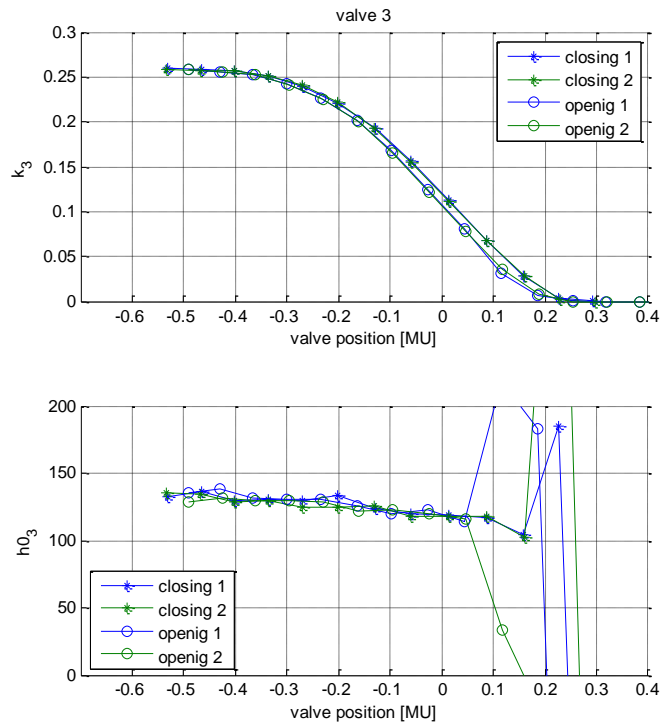 valve 3
0.3
0.25
0.2
0.15
0.1
0.05
0
k_3
-0.6 -0.5 -0.4 -0.3 -0.2 -0.1 0 0.1 0.2 0.3 0.4
valve position [MU]
closing 1
closing 2
openig 1
openig 2
200
150
100
50
0
h0_3
closing 1
closing 2
openig 1
openig 2
-0.6 -0.5 -0.4 -0.3 -0.2 -0.1 0 0.1 0.2 0.3 0.4
valve position [MU]